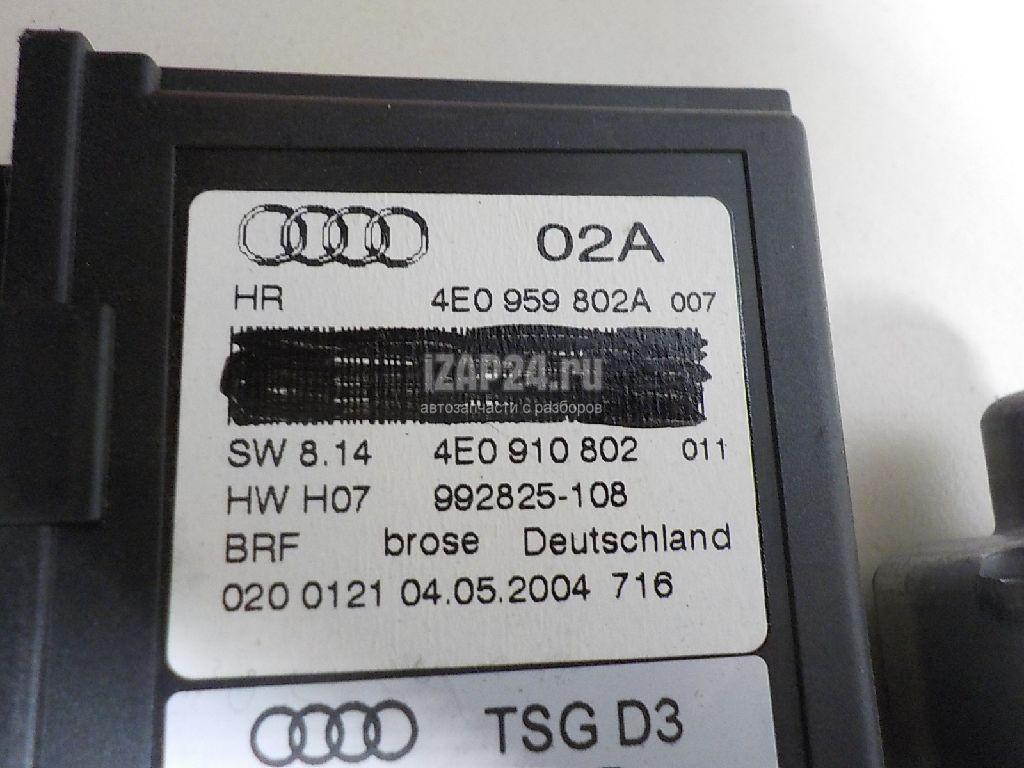 02A
HR 4E0 959 802A 007
iZAP24.ru
автозапчасти с разборов
SW 8.14 4E0 910 802 011
HW H07 992825-108
BRF brose Deutschland
020 0121 04.05.2004 716
TSG D3